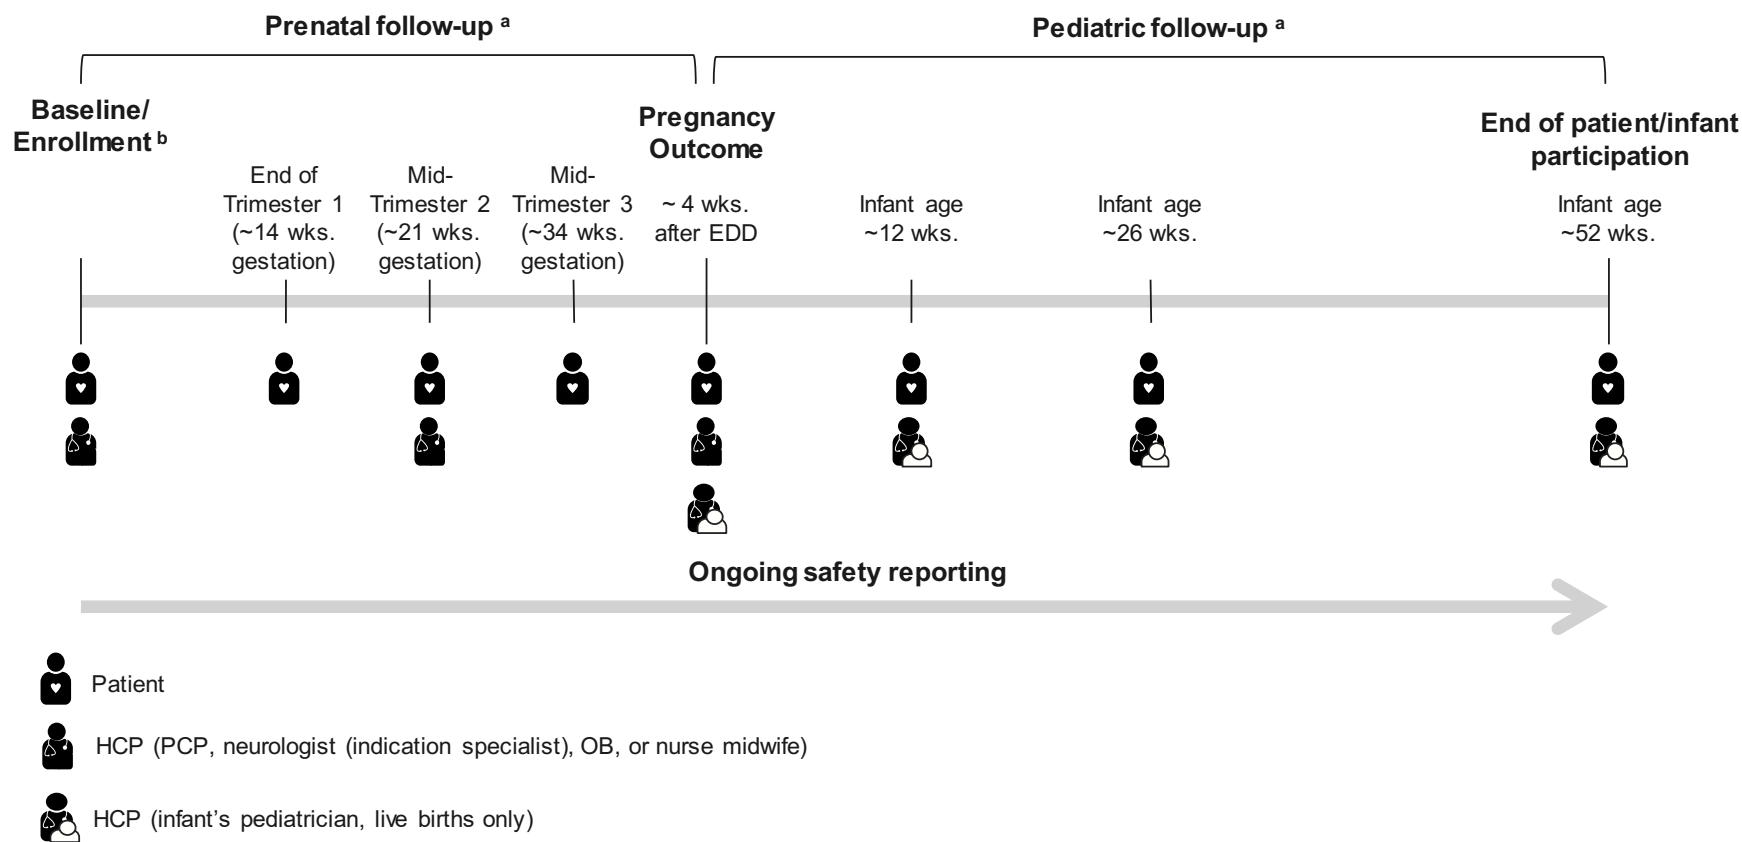 Prenatal follow-up a
Pediatric follow-up a
Baseline/
Enrollment b
End of
Trimester 1
(~14 wks.
gestation)
Mid-
Trimester 2
(~21 wks.
gestation)
Mid-
Trimester 3
(~34 wks.
gestation)
Pregnancy
Outcome
~ 4 wks.
after EDD
Infant age
~12 wks.
Infant age
~26 wks.
End of patient/infant
participation
Infant age
~52 wks.
Ongoing safety reporting
Patient
HCP (PCP, neurologist (indication specialist), OB, or nurse midwife)
HCP (infant’s pediatrician, live births only)